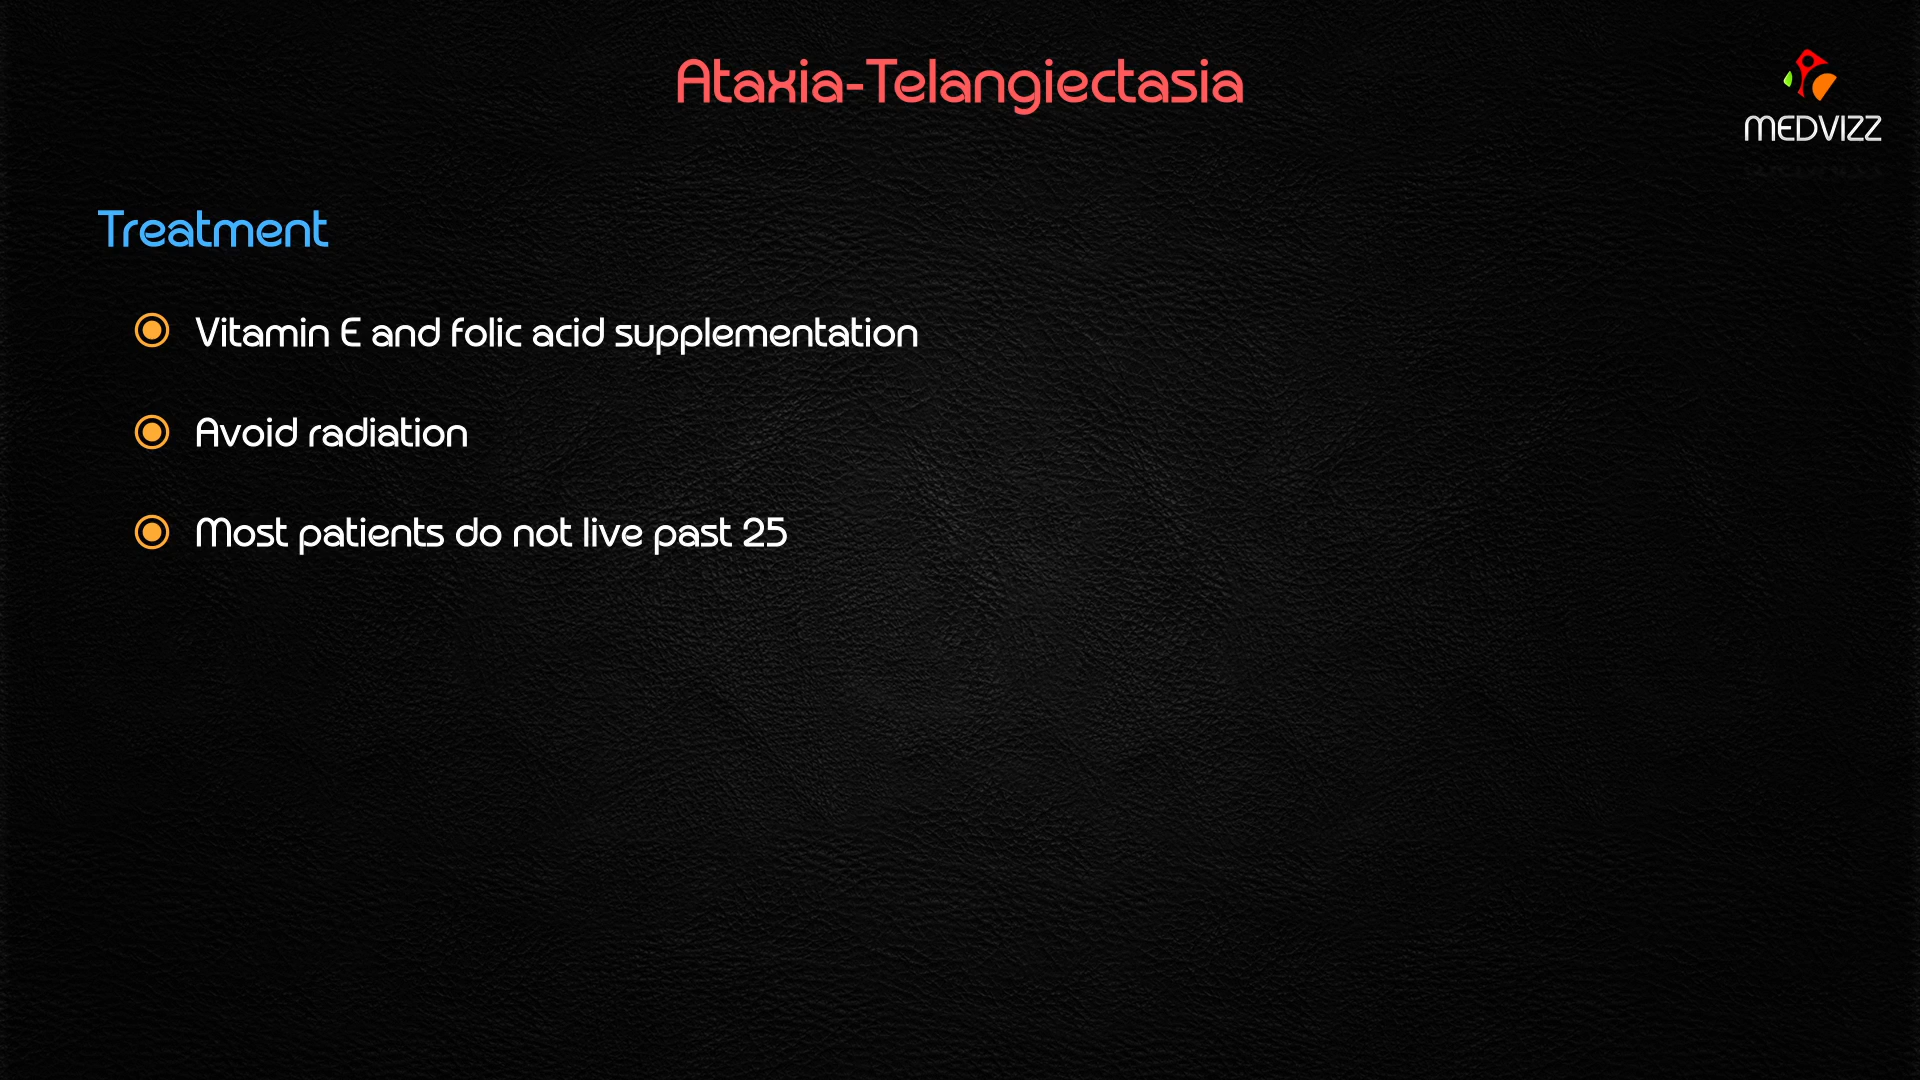 Ataxia-Telangiectasia
MEDVIZZ
Treatment
Vitamin E and folic acid supplementation
Avoid radiation
Most patients do not live past 25